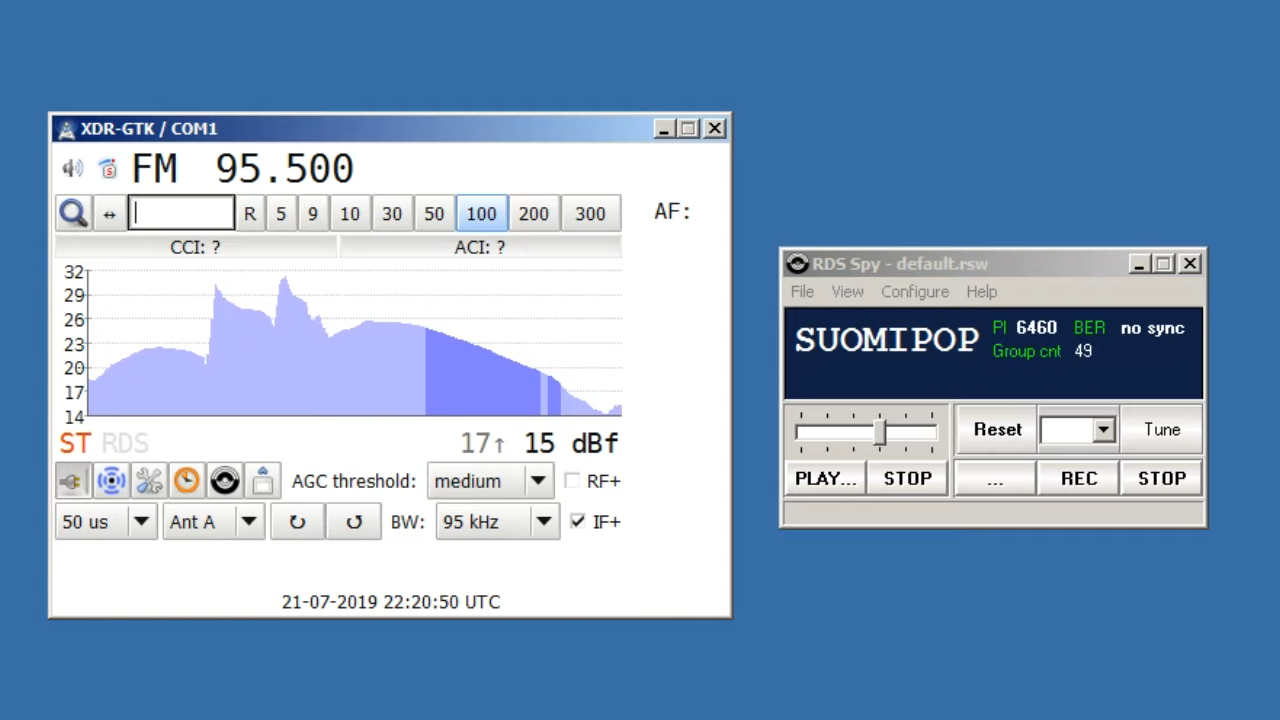 XDR-GTK / COM1
FM 95.500
↔ R 5 9 10 30 50 100 200 300
AF:
CCI: ? ACI: ?
32
29
26
23
20
17
14
ST RDS 17↑ 15 dBf
AGC threshold: medium RF+
50 us Ant A ↻ ↺ BW: 95 kHz IF+
21-07-2019 22:20:50 UTC
RDS Spy - default.rsw
File View Configure Help
SUOMIPOP
PI 6460 BER no sync
Group cnt 49
Reset Tune
PLAY... STOP ... REC STOP